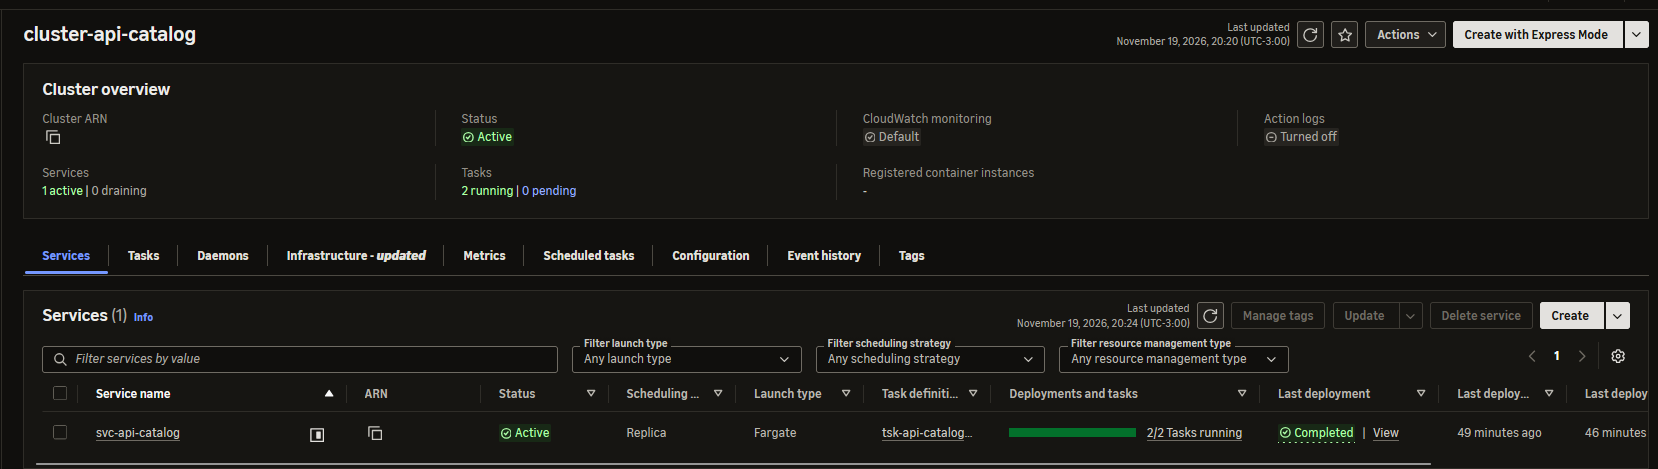 cluster-api-catalog
Last updated
November 19, 2026, 20:20 (UTC-3:00)
Actions
Create with Express Mode
Cluster overview
Cluster ARN
Status
Active
CloudWatch monitoring
Default
Action logs
Turned off
Services
1 active | 0 draining
Tasks
2 running | 0 pending
Registered container instances
-
Services
Tasks
Daemons
Infrastructure - updated
Metrics
Scheduled tasks
Configuration
Event history
Tags
Services (1) Info
Last updated
November 19, 2026, 20:24 (UTC-3:00)
Manage tags
Update
Delete service
Create
Filter services by value
Filter launch type
Any launch type
Filter scheduling strategy
Any scheduling strategy
Filter resource management type
Any resource management type
1
Service name
ARN
Status
Scheduling ...
Launch type
Task definiti...
Deployments and tasks
Last deployment
Last deploy...
Last deploy
svc-api-catalog
Active
Replica
Fargate
tsk-api-catalog...
2/2 Tasks running
Completed | View
49 minutes ago
46 minutes